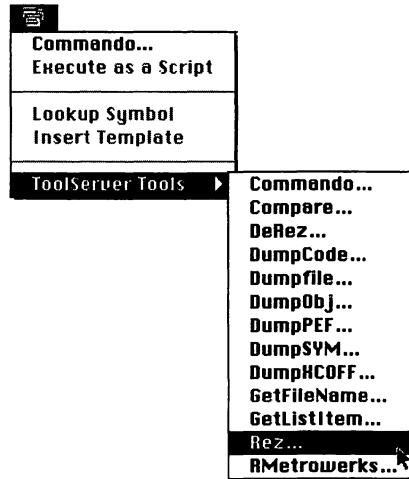 Commando...
Execute as a Script
Lookup Symbol
Insert Template
ToolServer Tools
Commando...
Compare...
DeRez...
DumpCode...
Dumpfile...
DumpObj...
DumpPEF...
DumpSYM...
DumpXCOFF...
GetFileName...
GetListItem...
Rez...
RMetrowerks...